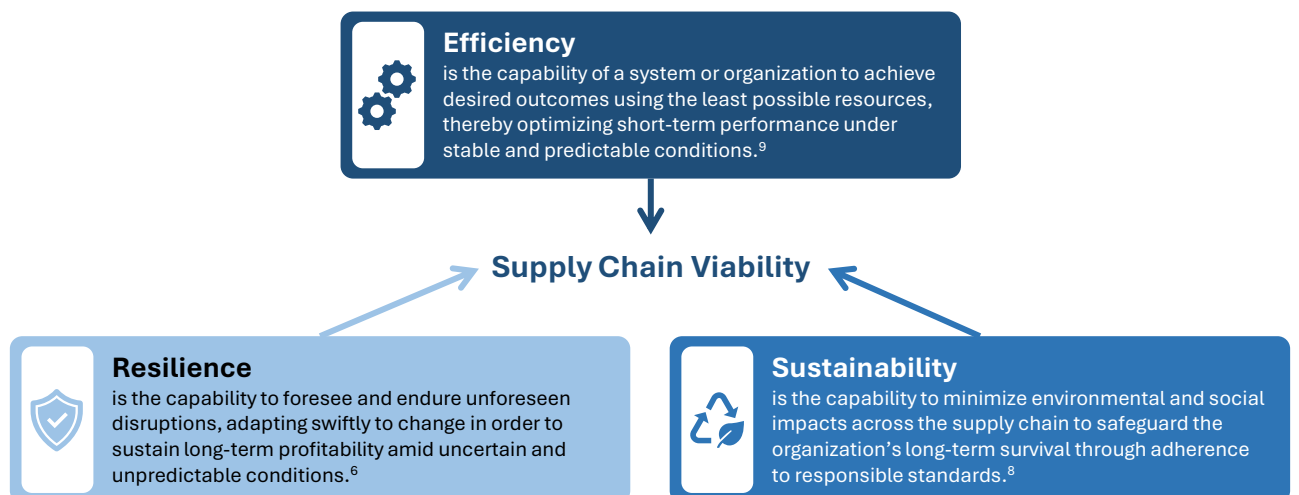 Efficiency
is the capability of a system or organization to achieve
desired outcomes using the least possible resources,
thereby optimizing short-term performance under
stable and predictable conditions.⁹
Supply Chain Viability
Resilience
is the capability to foresee and endure unforeseen
disruptions, adapting swiftly to change in order to
sustain long-term profitability amid uncertain and
unpredictable conditions.⁶
Sustainability
is the capability to minimize environmental and social
impacts across the supply chain to safeguard the
organization's long-term survival through adherence
to responsible standards.⁸